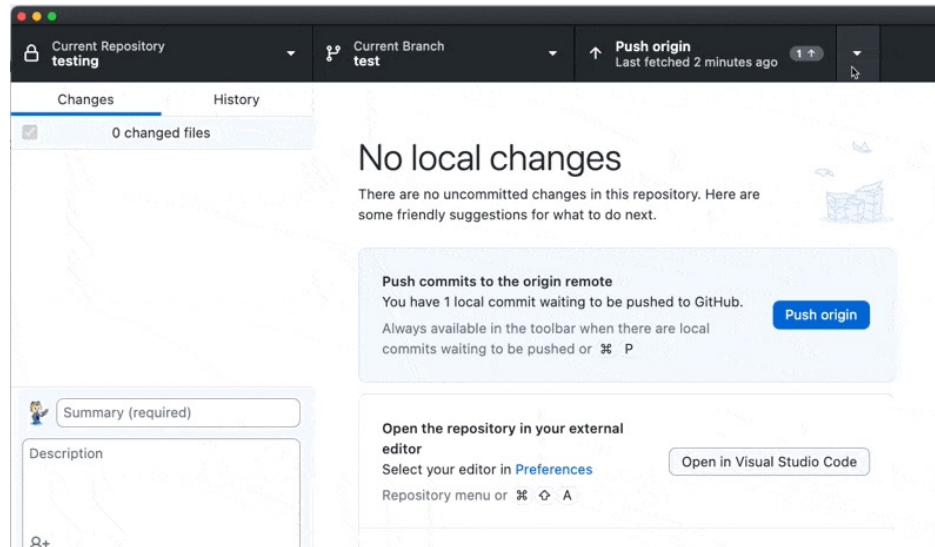 Current Repository
testing
Current Branch
test
Push origin
Last fetched 2 minutes ago
1 ↑
Changes
History
0 changed files
No local changes
There are no uncommitted changes in this repository. Here are
some friendly suggestions for what to do next.
Push commits to the origin remote
You have 1 local commit waiting to be pushed to GitHub.
Always available in the toolbar when there are local
commits waiting to be pushed or ⌘ P
Push origin
Summary (required)
Description
Open the repository in your external
editor
Select your editor in Preferences
Repository menu or ⌘ ⇧ A
Open in Visual Studio Code